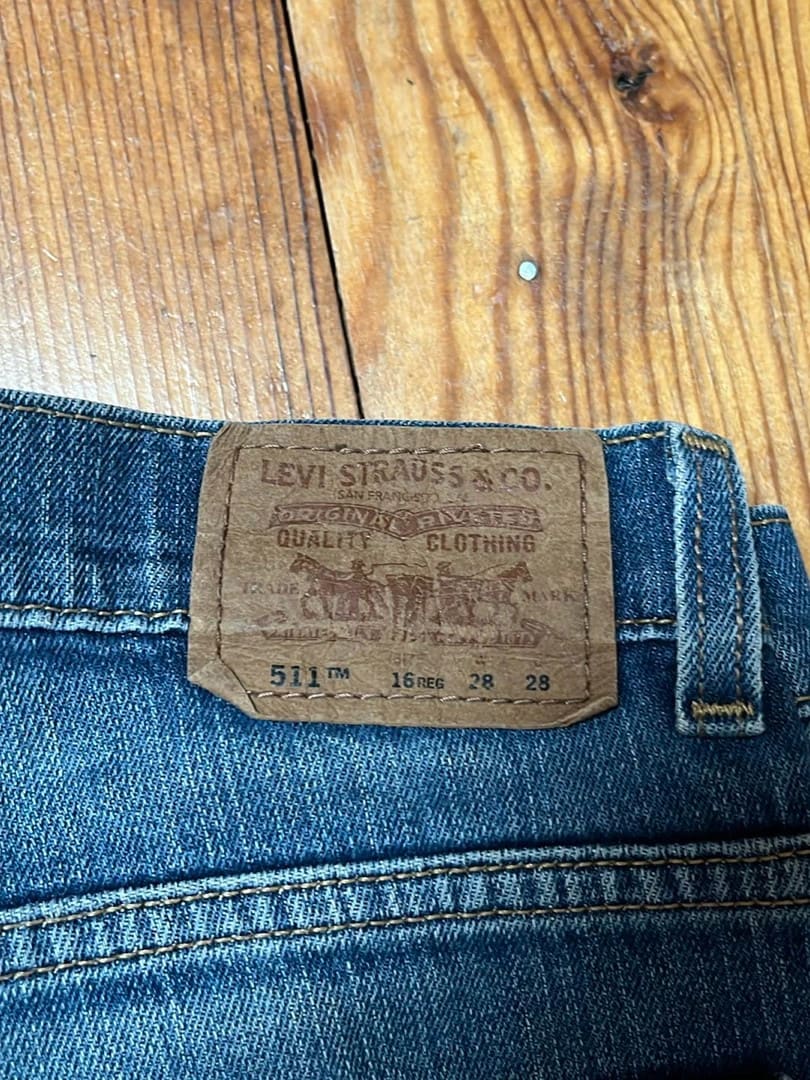 LEVI STRAUSS & CO.
SAN FRANCISCO
ORIGINAL RIVETED
QUALITY CLOTHING
TRADE MARK
511™ 16 REG 28 28